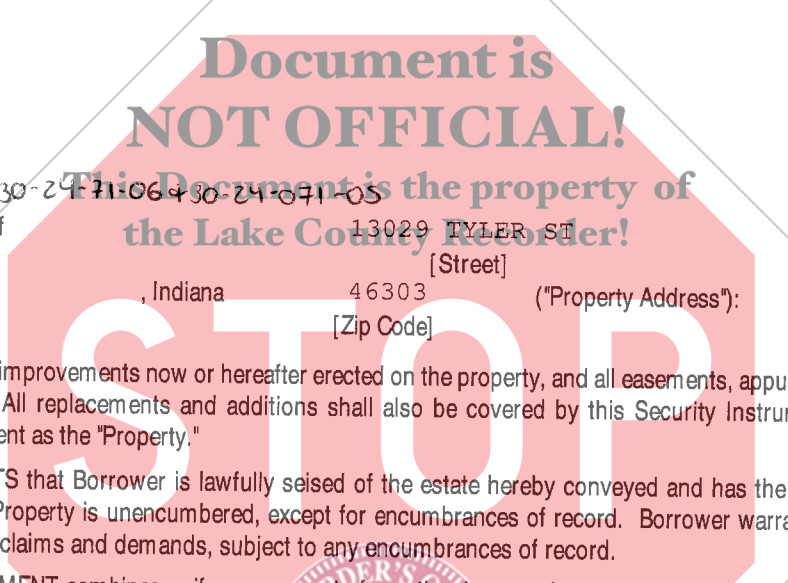 Document is
NOT OFFICIAL!
This Document is the property of
the Lake County Recorder!
30-24-71-06 & 30-24-071-05
13029 TYLER ST
[Street]
, Indiana 46303 ("Property Address"):
[Zip Code]
STOP
improvements now or hereafter erected on the property, and all easements, appu
All replacements and additions shall also be covered by this Security Instru
ent as the "Property."
TS that Borrower is lawfully seised of the estate hereby conveyed and has the
Property is unencumbered, except for encumbrances of record. Borrower warra
claims and demands, subject to any encumbrances of record.